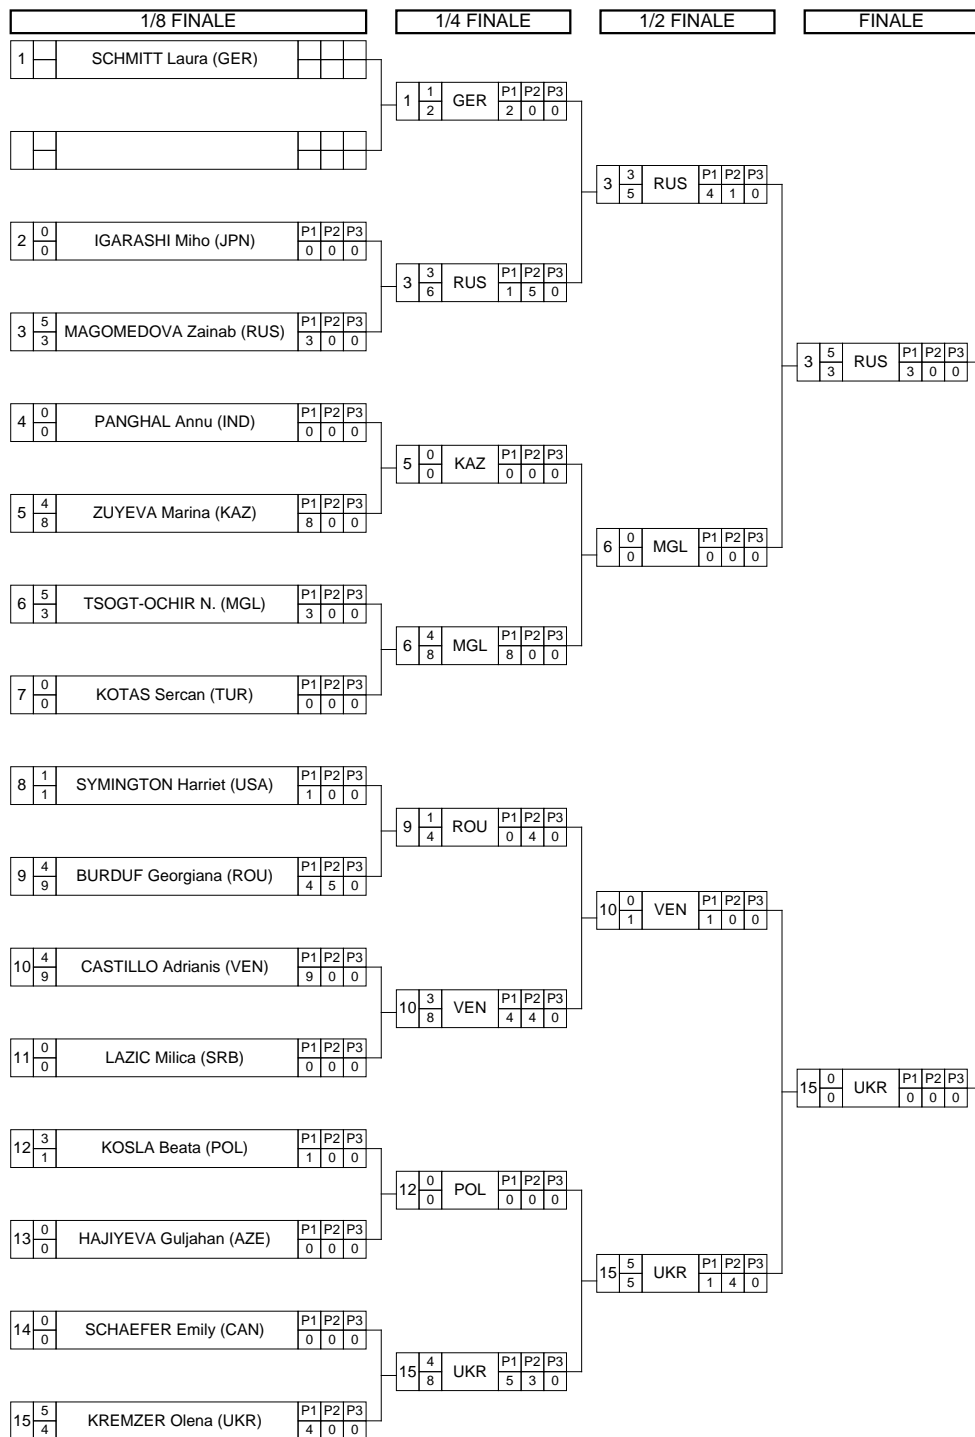 1/8 FINALE 1/4 FINALE 1/2 FINALE FINALE
1 SCHMITT Laura (GER)
1 1 2 GER P1 P2 P3 2 0 0
3 3 5 RUS P1 P2 P3 4 1 0
2 0 0 IGARASHI Miho (JPN) P1 P2 P3 0 0 0
3 3 6 RUS P1 P2 P3 1 5 0
3 5 3 MAGOMEDOVA Zainab (RUS) P1 P2 P3 3 0 0
3 5 3 RUS P1 P2 P3 3 0 0
4 0 0 PANGHAL Annu (IND) P1 P2 P3 0 0 0
5 0 0 KAZ P1 P2 P3 0 0 0
5 4 8 ZUYEVA Marina (KAZ) P1 P2 P3 8 0 0
6 0 0 MGL P1 P2 P3 0 0 0
6 5 3 TSOGT-OCHIR N. (MGL) P1 P2 P3 3 0 0
6 4 8 MGL P1 P2 P3 8 0 0
7 0 0 KOTAS Sercan (TUR) P1 P2 P3 0 0 0
8 1 1 SYMINGTON Harriet (USA) P1 P2 P3 1 0 0
9 1 4 ROU P1 P2 P3 0 4 0
9 4 9 BURDUF Georgiana (ROU) P1 P2 P3 4 5 0
10 0 1 VEN P1 P2 P3 1 0 0
10 4 9 CASTILLO Adrianis (VEN) P1 P2 P3 9 0 0
10 3 8 VEN P1 P2 P3 4 4 0
11 0 0 LAZIC Milica (SRB) P1 P2 P3 0 0 0
15 0 0 UKR P1 P2 P3 0 0 0
12 3 1 KOSLA Beata (POL) P1 P2 P3 1 0 0
12 0 0 POL P1 P2 P3 0 0 0
13 0 0 HAJIYEVA Guljahan (AZE) P1 P2 P3 0 0 0
15 5 5 UKR P1 P2 P3 1 4 0
14 0 0 SCHAEFER Emily (CAN) P1 P2 P3 0 0 0
15 4 8 UKR P1 P2 P3 5 3 0
15 5 4 KREMZER Olena (UKR) P1 P2 P3 4 0 0